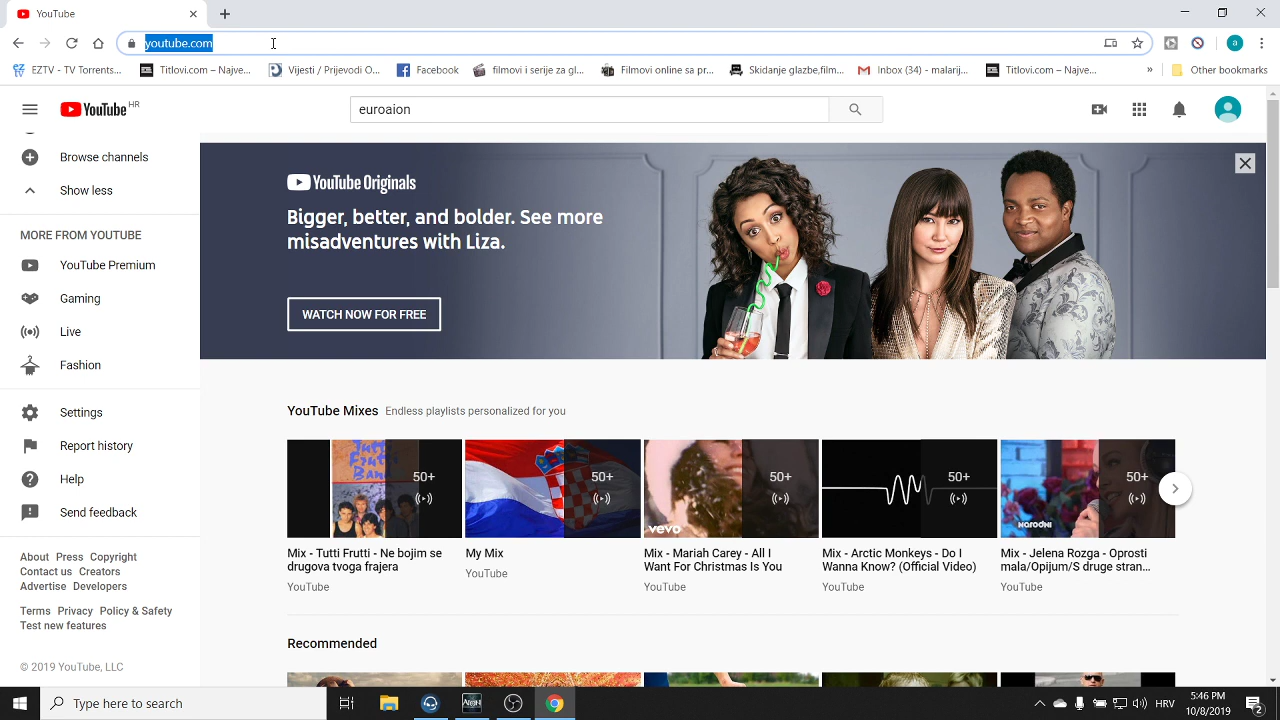 YouTube
youtube.com
EZTV - TV Torrents...
Titlovi.com – Najve...
Vijesti / Prijevodi O...
Facebook
filmovi i serije za gl...
Filmovi online sa pr...
Skidanje glazbe,film...
Inbox (34) - malarij...
Titlovi.com – Najve...
»
Other bookmarks
YouTube HR
euroaion
a
Browse channels
Show less
MORE FROM YOUTUBE
YouTube Premium
Gaming
Live
Fashion
Settings
Report history
Help
Send feedback
About Press Copyright
Contact us Creators
Advertise Developers
Terms Privacy Policy & Safety
Test new features
© 2019 YouTube, LLC
YouTube Originals
Bigger, better, and bolder. See more
misadventures with Liza.
WATCH NOW FOR FREE
YouTube Mixes Endless playlists personalized for you
50+
50+
50+
50+
50+
vevo
NARODNI
Mix - Tutti Frutti - Ne bojim se
drugova tvoga frajera
YouTube
My Mix
YouTube
Mix - Mariah Carey - All I
Want For Christmas Is You
YouTube
Mix - Arctic Monkeys - Do I
Wanna Know? (Official Video)
YouTube
Mix - Jelena Rozga - Oprosti
mala/Opijum/S druge stran...
YouTube
Recommended
Type here to search
AION
HRV
5:46 PM
10/8/2019
2